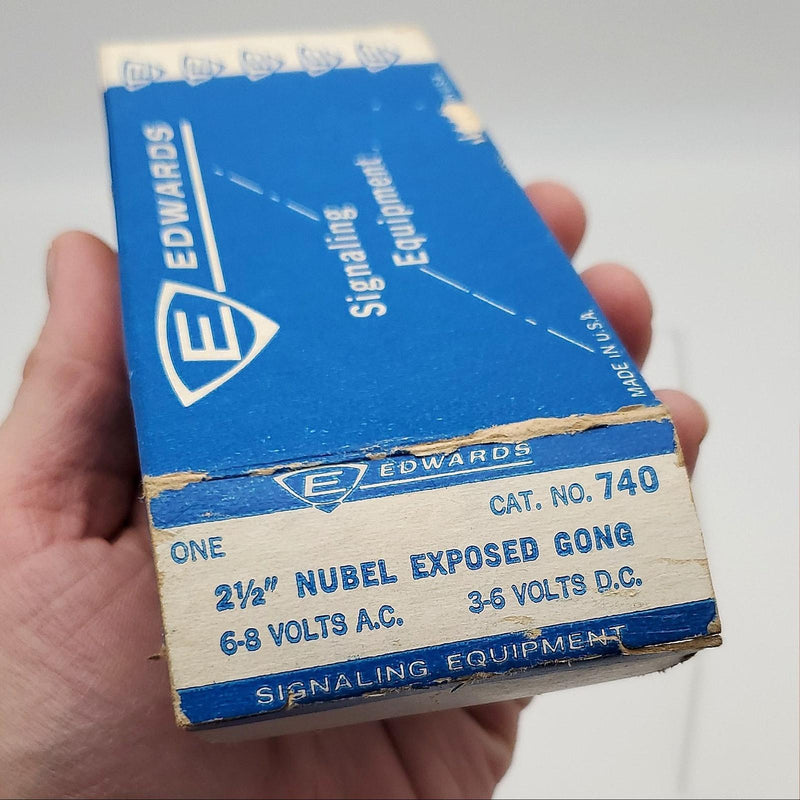 EDWARDS
E
Signaling
Equipment
MADE IN U.S.A.
E EDWARDS
CAT. NO. 740
ONE
2½" NUBEL EXPOSED GONG
6-8 VOLTS A.C. 3-6 VOLTS D.C.
SIGNALING EQUIPMENT